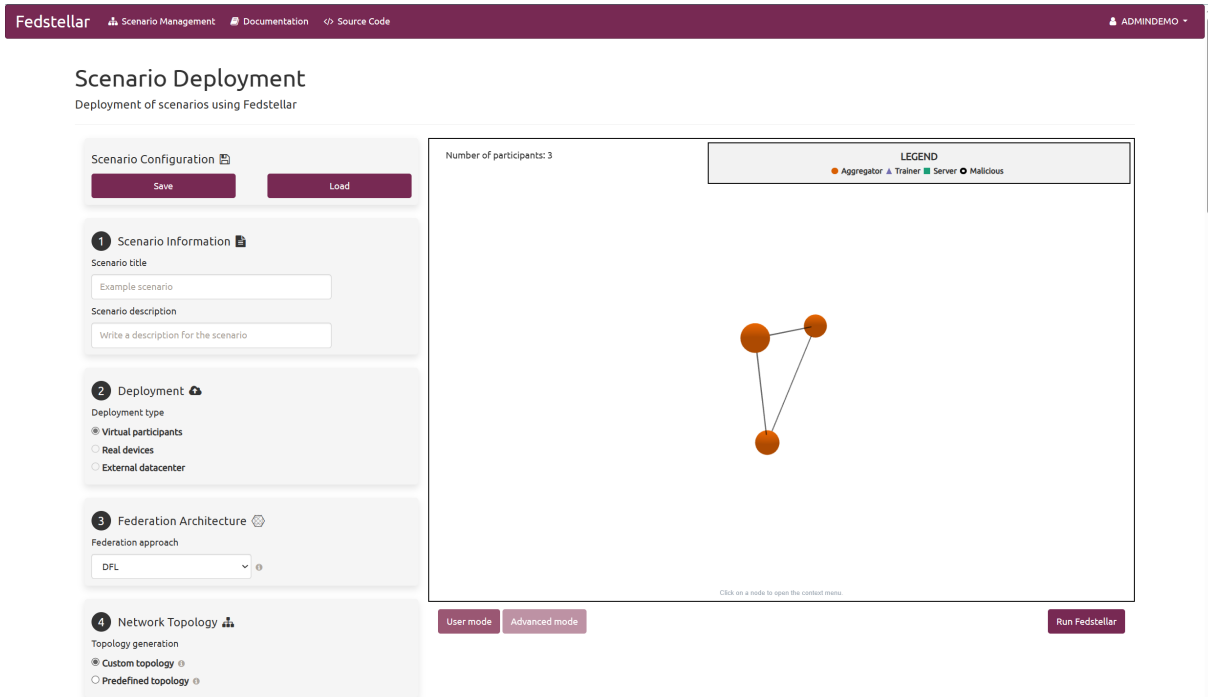 Fedstellar Scenario Management Documentation </> Source Code ADMINDEMO
Scenario Deployment
Deployment of scenarios using Fedstellar
Scenario Configuration
Save Load
1 Scenario Information
Scenario title
Example scenario
Scenario description
Write a description for the scenario
2 Deployment
Deployment type
Virtual participants
Real devices
External datacenter
3 Federation Architecture
Federation approach
DFL
4 Network Topology
Topology generation
Custom topology
Predefined topology
Number of participants: 3
LEGEND
Aggregator Trainer Server Malicious
Click on a node to open the context menu
User mode Advanced mode Run Fedstellar